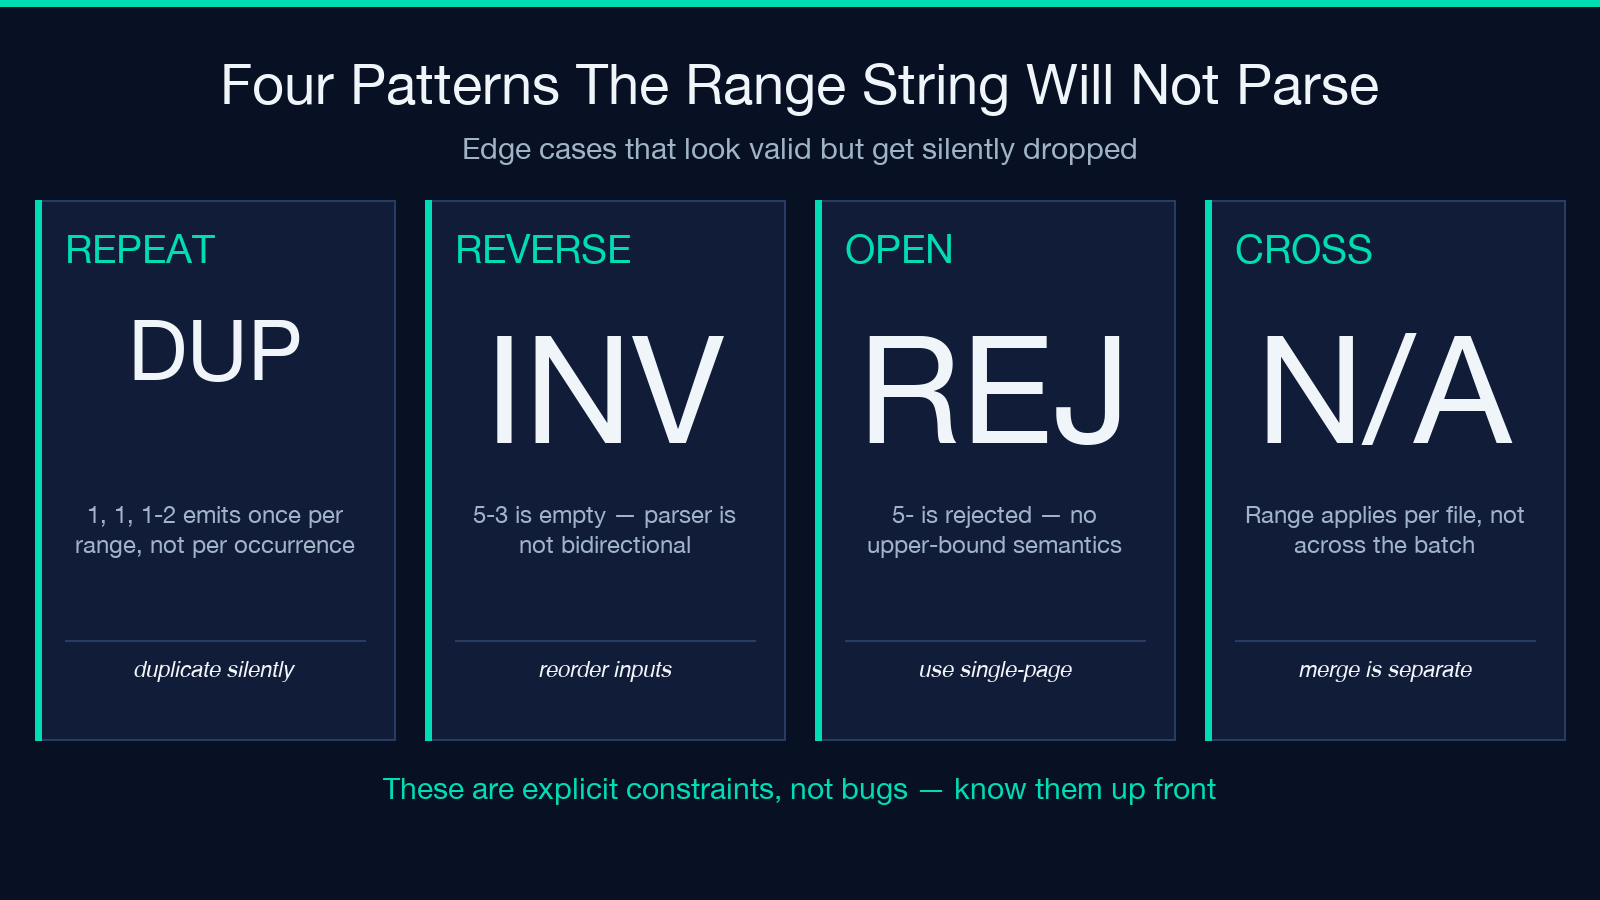 Four Patterns The Range String Will Not Parse
Edge cases that look valid but get silently dropped
REPEAT
DUP
1, 1, 1-2 emits once per
range, not per occurrence
duplicate silently
REVERSE
INV
5-3 is empty — parser is
not bidirectional
reorder inputs
OPEN
REJ
5- is rejected — no
upper-bound semantics
use single-page
CROSS
N/A
Range applies per file, not
across the batch
merge is separate
These are explicit constraints, not bugs — know them up front